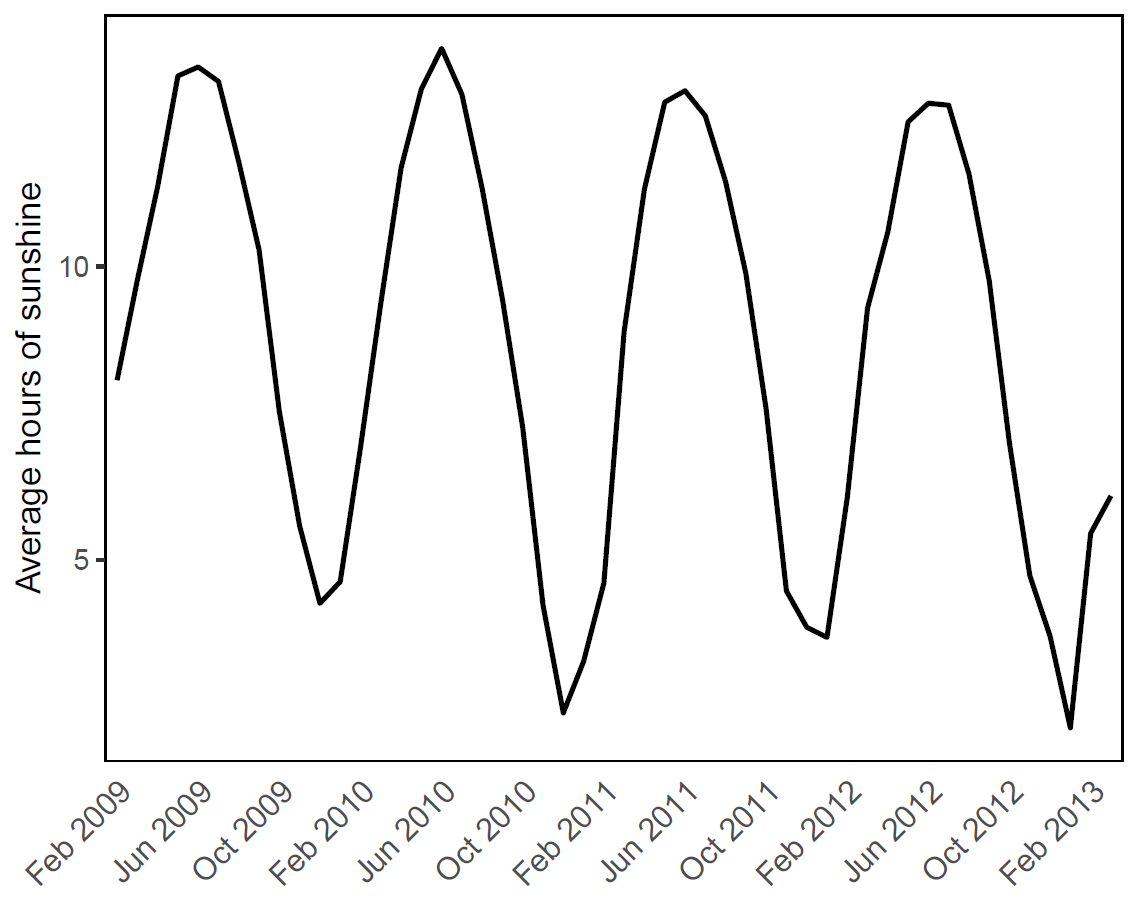 Average hours of sunshine
10
5
Feb 2009
Jun 2009
Oct 2009
Feb 2010
Jun 2010
Oct 2010
Feb 2011
Jun 2011
Oct 2011
Feb 2012
Jun 2012
Oct 2012
Feb 2013